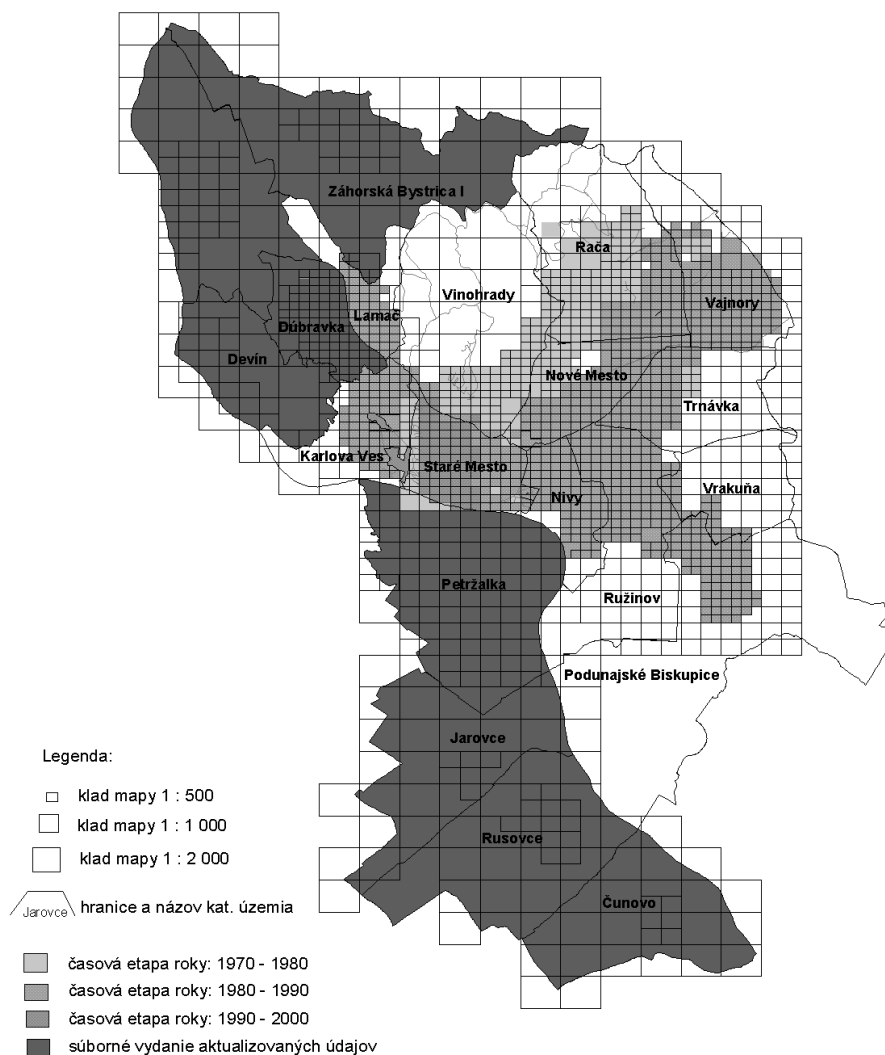 Záhorská Bystrica I
Rača
Vinohrady
Vajnory
Lamač
Dúbravka
Devín
Nové Mesto
Trnávka
Karlova Ves
Staré Mesto
Vrakuňa
Nivy
Petržalka
Ružinov
Podunajské Biskupice
Jarovce
Rusovce
Čunovo
Legenda:
klad mapy 1 : 500
klad mapy 1 : 1 000
klad mapy 1 : 2 000
Jarovce hranice a názov kat. územia
časová etapa roky: 1970 - 1980
časová etapa roky: 1980 - 1990
časová etapa roky: 1990 - 2000
súborné vydanie aktualizovaných údajov